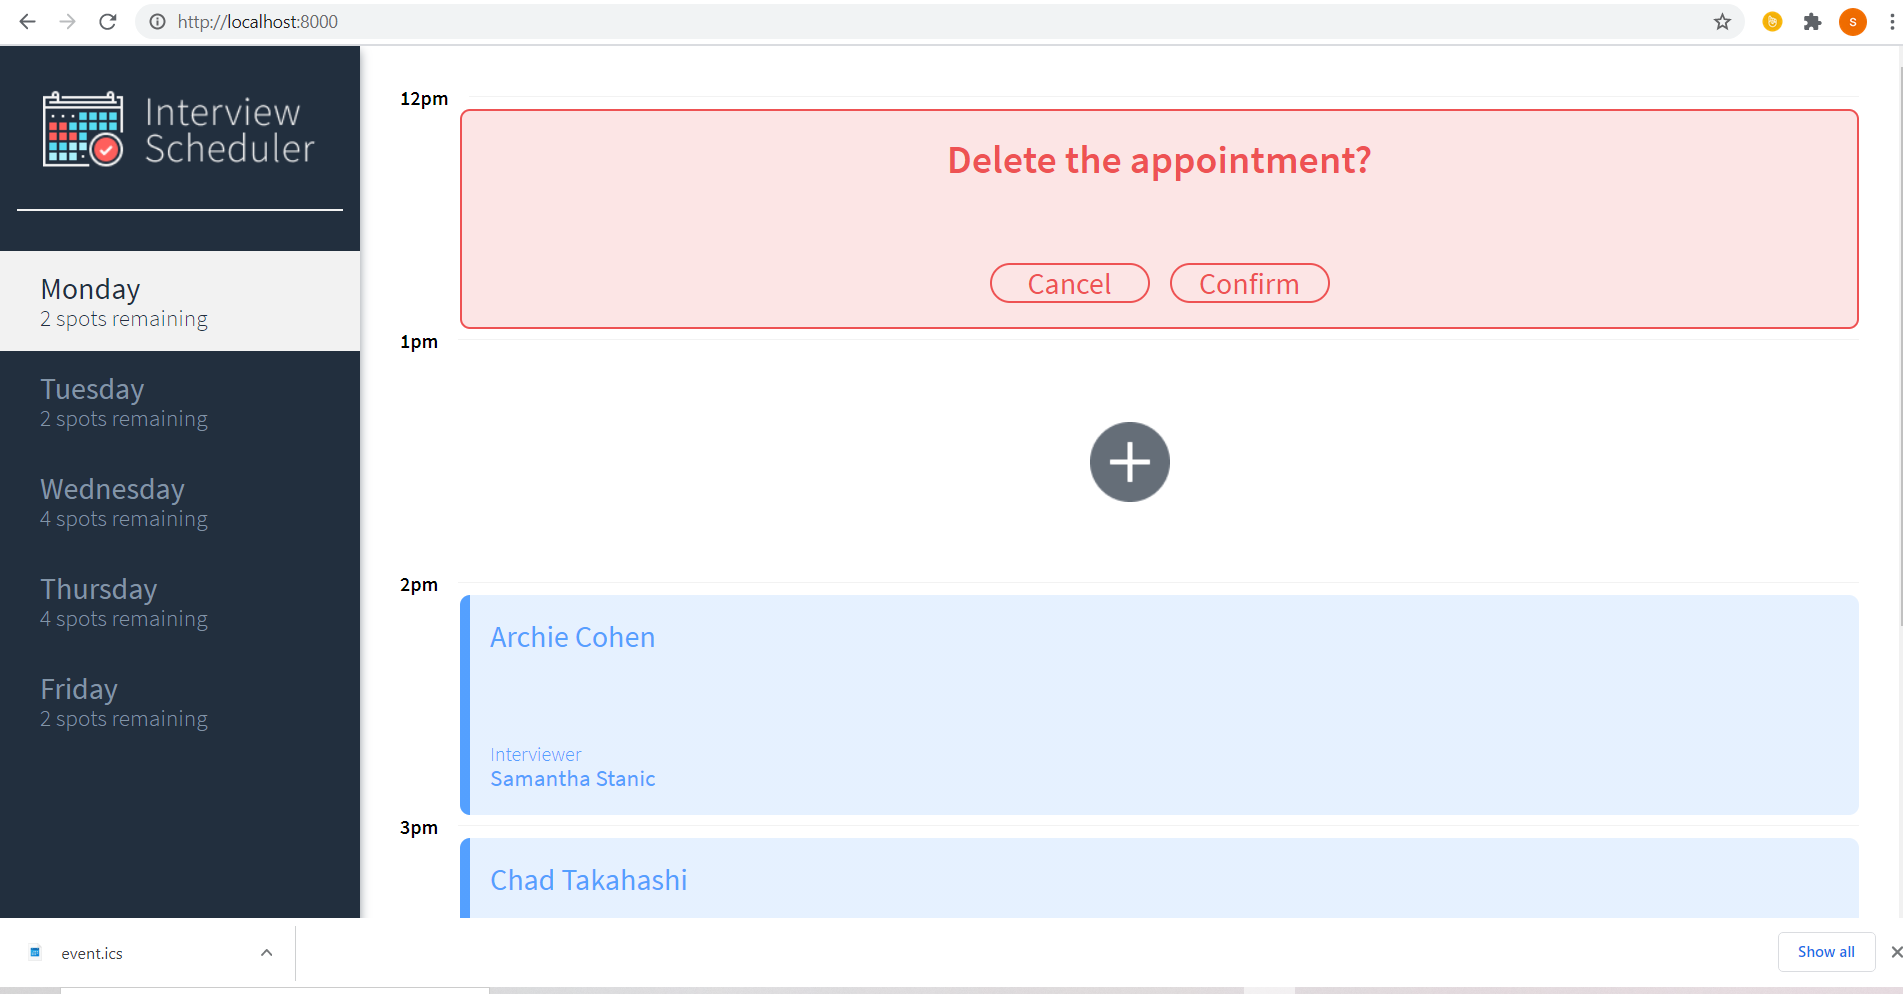 http://localhost:8000
S
Interview
Scheduler
Monday
2 spots remaining
Tuesday
2 spots remaining
Wednesday
4 spots remaining
Thursday
4 spots remaining
Friday
2 spots remaining
12pm
Delete the appointment?
Cancel Confirm
1pm
2pm
Archie Cohen
Interviewer
Samantha Stanic
3pm
Chad Takahashi
event.ics
Show all